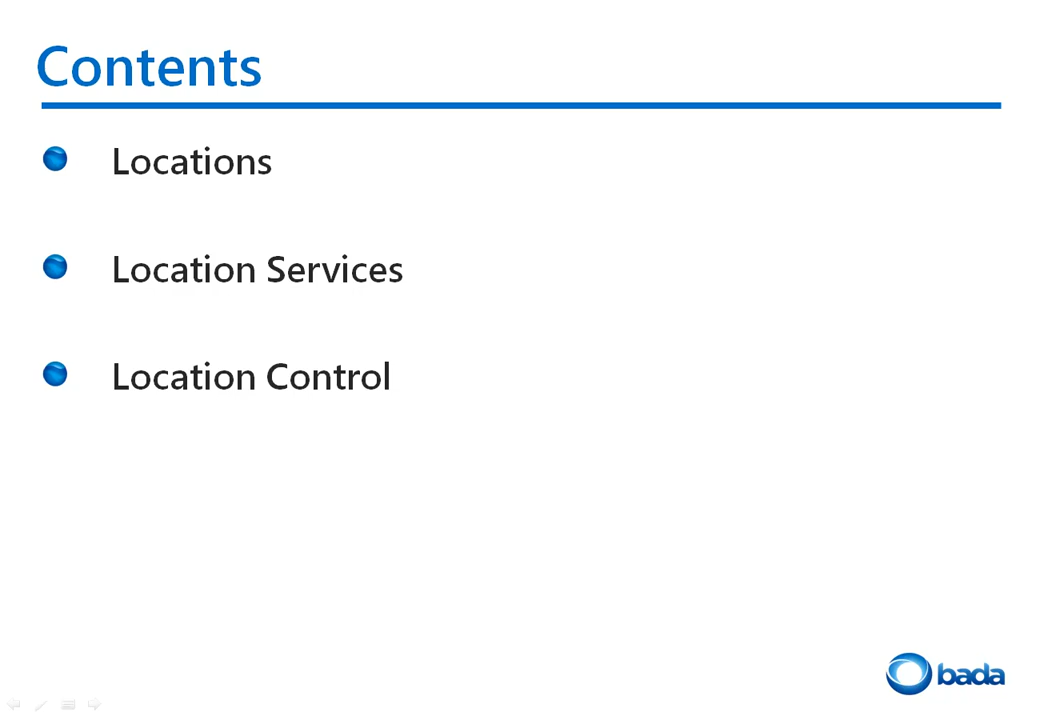 Contents
Locations
Location Services
Location Control
bada